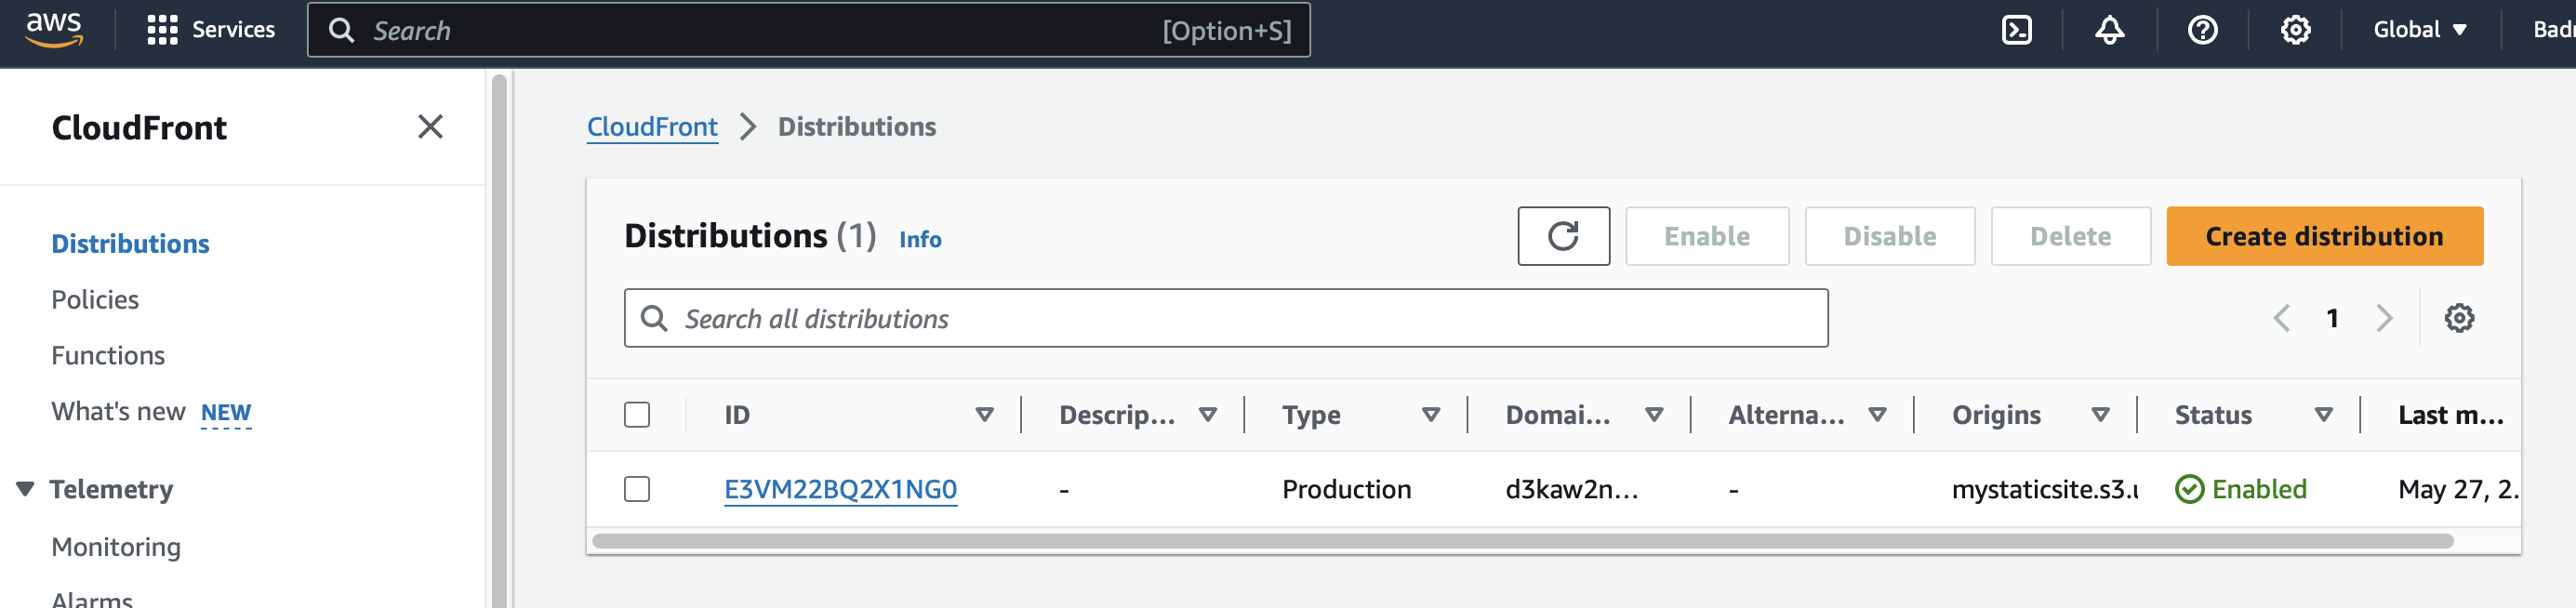 aws Services Search [Option+S] Global Badr
CloudFront
CloudFront Distributions
Distributions (1) Info Enable Disable Delete Create distribution
Distributions
Policies
Functions
What's new NEW
Search all distributions 1
ID Descrip... Type Domai... Alterna... Origins Status Last m...
Telemetry
E3VM22BQ2X1NG0 - Production d3kaw2n... - mystaticsite.s3.u Enabled May 27, 2.
Monitoring
Alarms